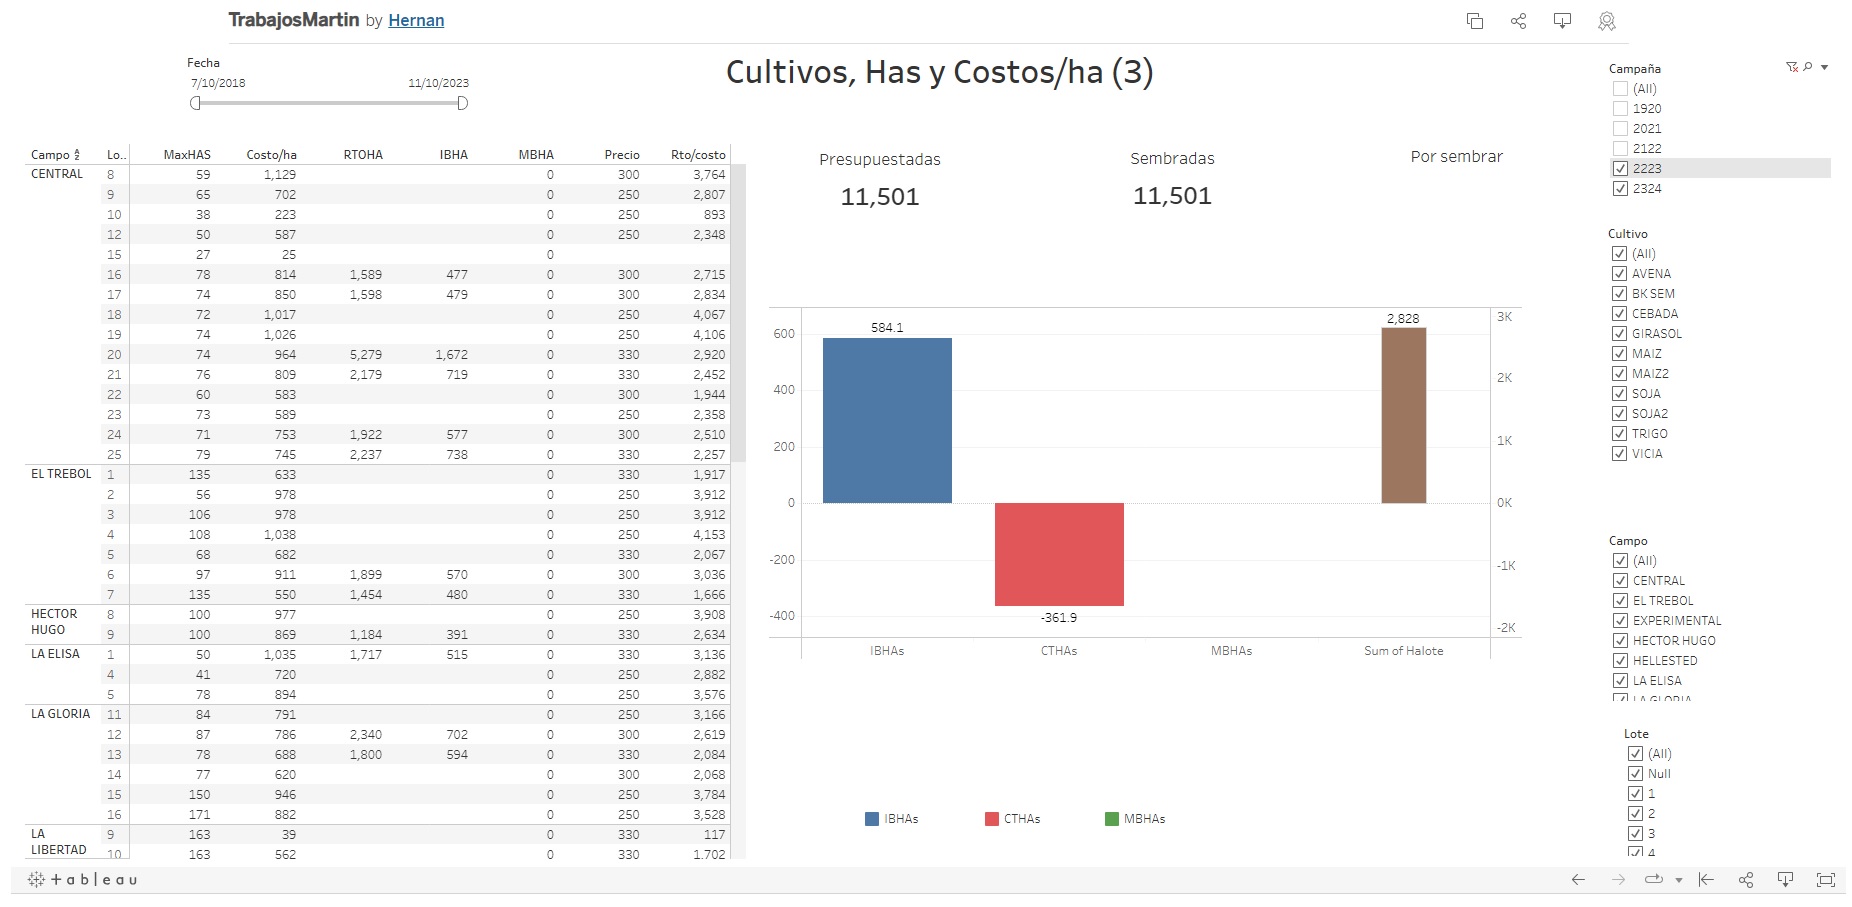 TrabajosMartin by Hernan
Fecha
7/10/2018 11/10/2023
Cultivos, Has y Costos/ha (3)
Campo Lo.. MaxHAS Costo/ha RTOHA IBHA MBHA Precio Rto/costo
CENTRAL 8 59 1,129 0 300 3,764
9 65 702 0 250 2,807
10 38 223 0 250 893
12 50 587 0 250 2,348
15 27 25 0
16 78 814 1,589 477 0 300 2,715
17 74 850 1,598 479 0 300 2,834
18 72 1,017 0 250 4,067
19 74 1,026 0 250 4,106
20 74 964 5,279 1,672 0 330 2,920
21 76 809 2,179 719 0 330 2,452
22 60 583 0 300 1,944
23 73 589 0 250 2,358
24 71 753 1,922 577 0 300 2,510
25 79 745 2,237 738 0 330 2,257
EL TREBOL 1 135 633 0 330 1,917
2 56 978 0 250 3,912
3 106 978 0 250 3,912
4 108 1,038 0 250 4,153
5 68 682 0 330 2,067
6 97 911 1,899 570 0 300 3,036
7 135 550 1,454 480 0 330 1,666
HECTOR HUGO 8 100 977 0 250 3,908
9 100 869 1,184 391 0 330 2,634
LA ELISA 1 50 1,035 1,717 515 0 330 3,136
4 41 720 0 250 2,882
5 78 894 0 250 3,576
LA GLORIA 11 84 791 0 250 3,166
12 87 786 2,340 702 0 300 2,619
13 78 688 1,800 594 0 330 2,084
14 77 620 0 300 2,068
15 150 946 0 250 3,784
16 171 882 0 250 3,528
LA LIBERTAD 9 163 39 0 330 117
10 163 562 0 330 1,702
Presupuestadas Sembradas Por sembrar
11,501 11,501
600
400
200
0
-200
-400
584.1
-361.9
2,828
3K
2K
1K
0K
-1K
-2K
IBHAs CTHAs MBHAs Sum of Halote
IBHAs CTHAs MBHAs
Campaña
(All)
1920
2021
2122
2223
2324
Cultivo
(All)
AVENA
BK SEM
CEBADA
GIRASOL
MAIZ
MAIZ2
SOJA
SOJA2
TRIGO
VICIA
Campo
(All)
CENTRAL
EL TREBOL
EXPERIMENTAL
HECTOR HUGO
HELLESTED
LA ELISA
LA GLORIA
Lote
(All)
Null
1
2
3
4
+ableau